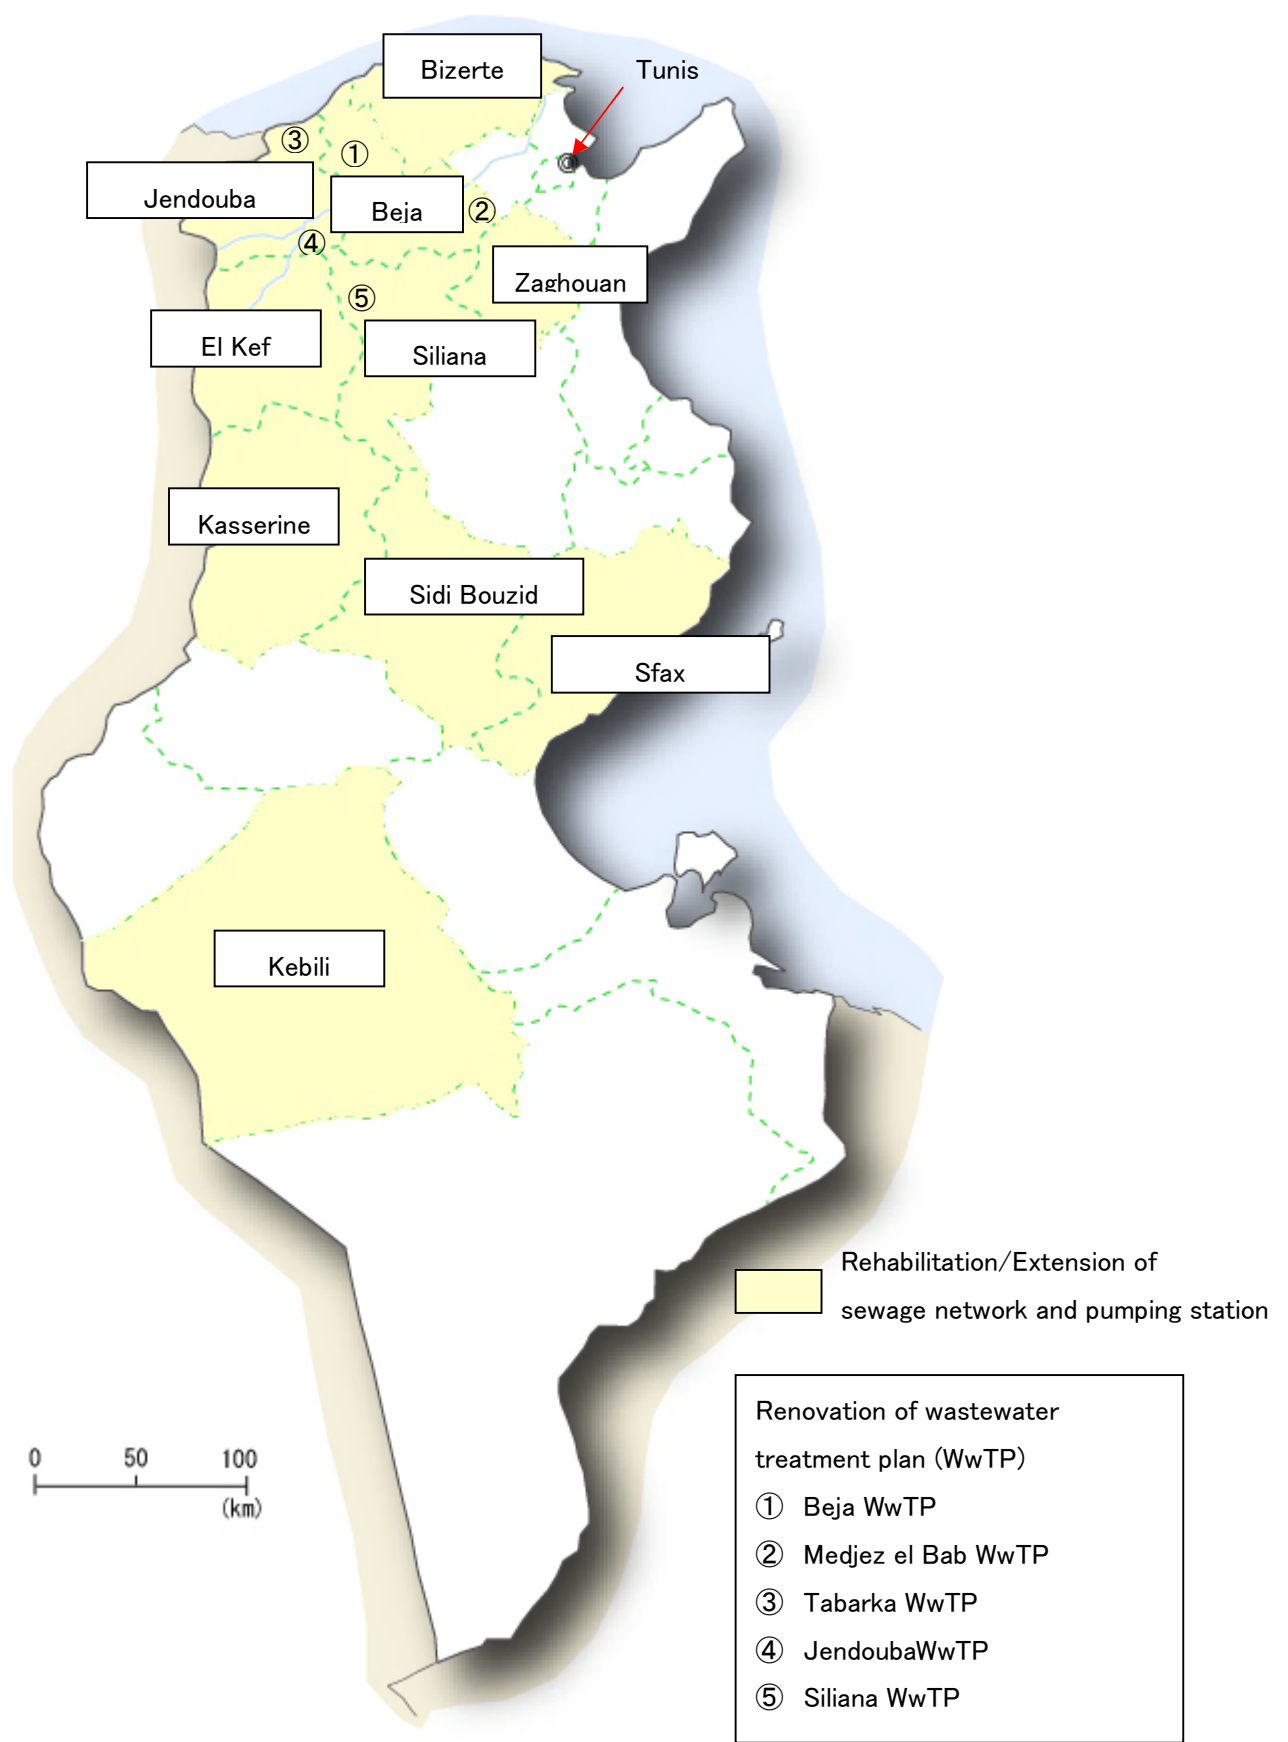 Bizerte
Tunis
③
①
Jendouba
Beja
②
④
Zaghouan
⑤
El Kef
Siliana
Kasserine
Sidi Bouzid
Sfax
Kebili
Rehabilitation/Extension of
sewage network and pumping station
Renovation of wastewater
treatment plan (WwTP)
① Beja WwTP
② Medjez el Bab WwTP
③ Tabarka WwTP
④ JendoubaWwTP
⑤ Siliana WwTP
0 50 100
(km)